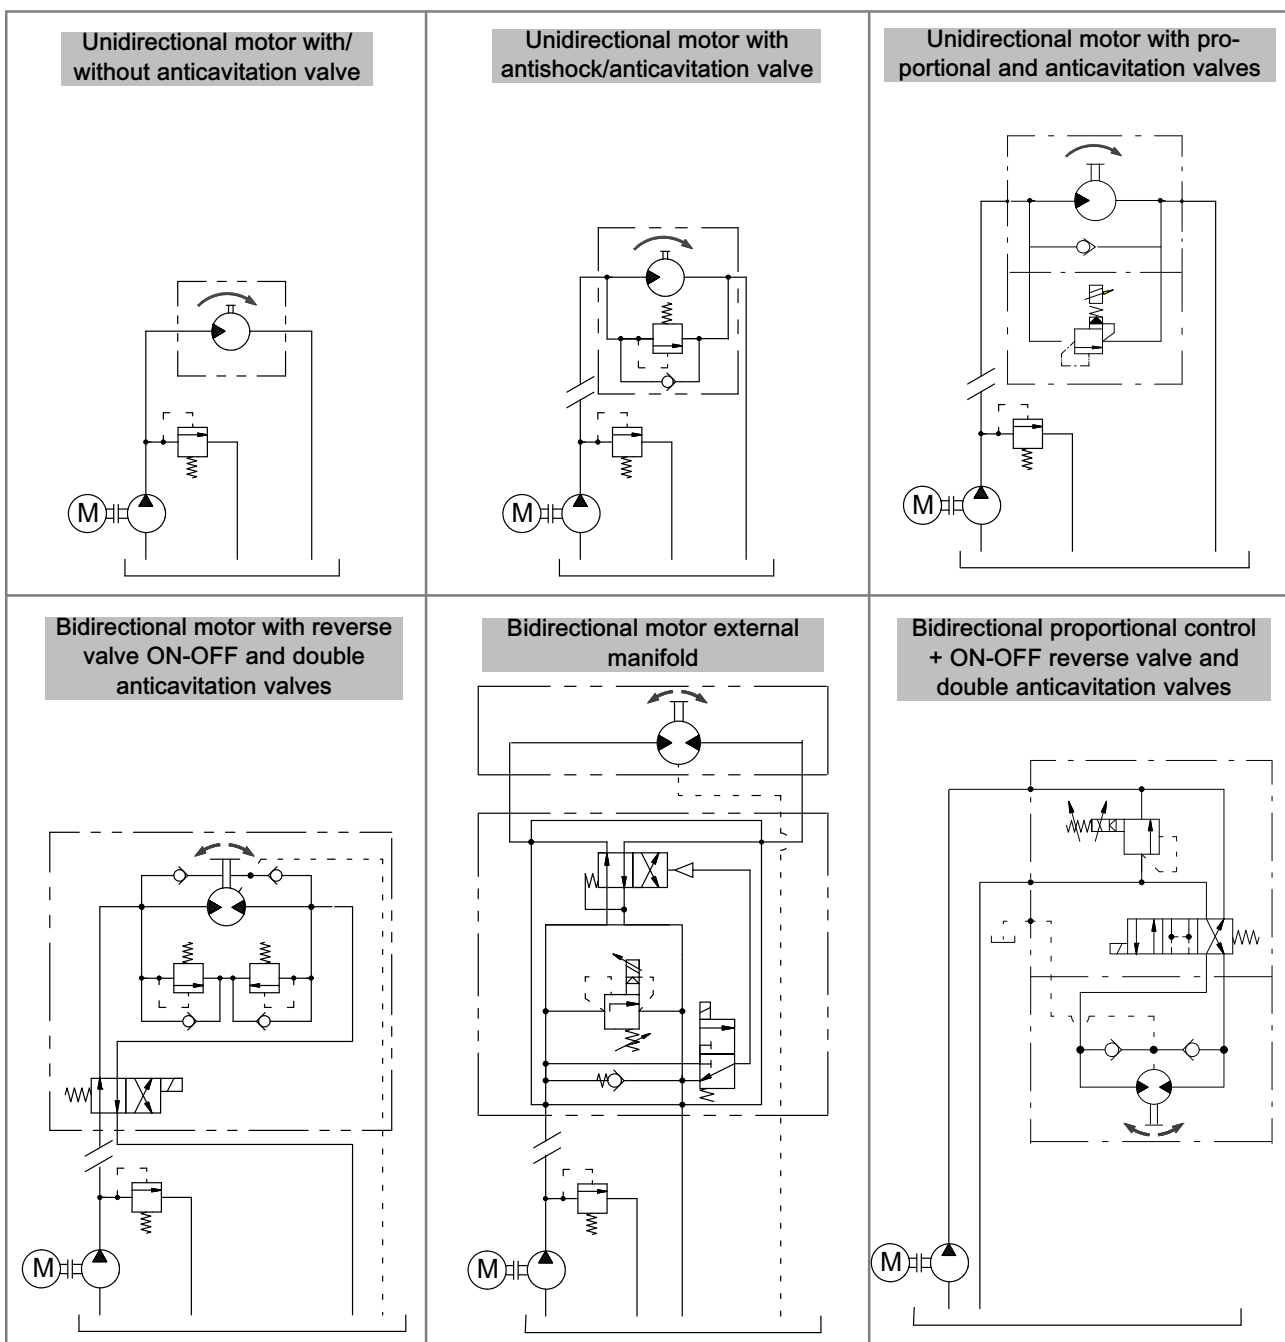 Unidirectional motor with/
without anticavitation valve
Unidirectional motor with
antishock/anticavitation valve
Unidirectional motor with pro-
portional and anticavitation valves
M
M
M
Bidirectional motor with reverse
valve ON-OFF and double
anticavitation valves
Bidirectional motor external
manifold
Bidirectional proportional control
+ ON-OFF reverse valve and
double anticavitation valves
M
M
M